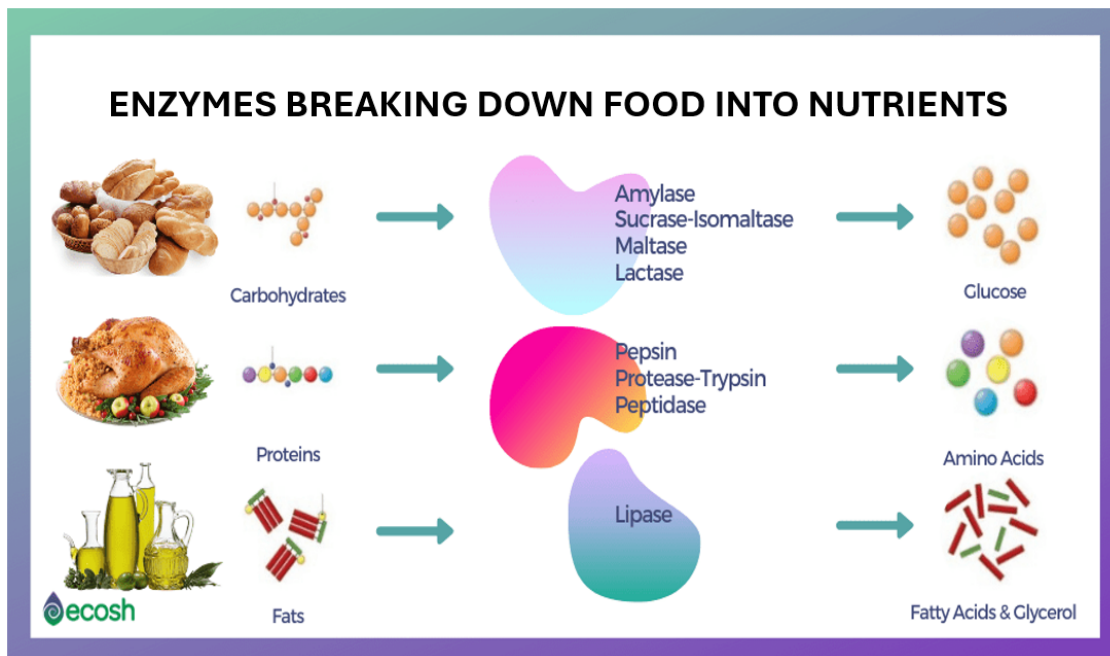 ENZYMES BREAKING DOWN FOOD INTO NUTRIENTS
Carbohydrates
Amylase
Sucrase-Isomaltase
Maltase
Lactase
Glucose
Proteins
Pepsin
Protease-Trypsin
Peptidase
Amino Acids
Fats
Lipase
Fatty Acids & Glycerol
ecosh